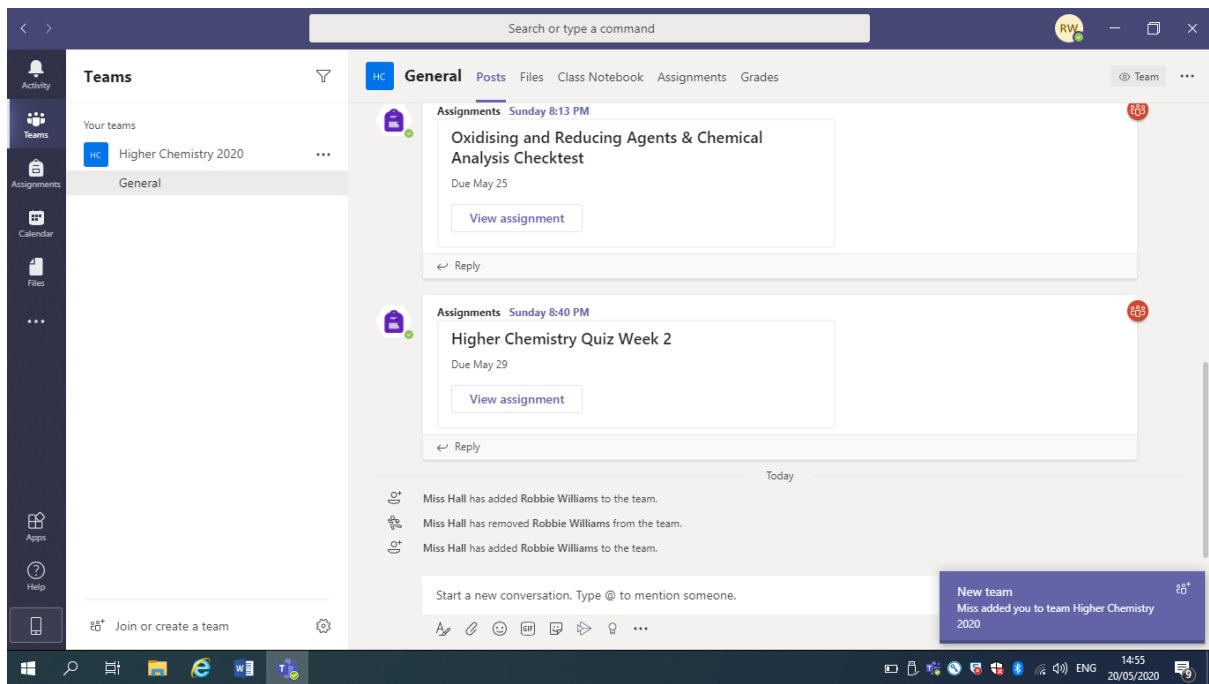 Search or type a command
RW
Activity
Teams
Assignments
Calendar
Files
Apps
Help
Teams
Your teams
HC Higher Chemistry 2020
General
Join or create a team
HC General Posts Files Class Notebook Assignments Grades
Team
Assignments Sunday 8:13 PM
Oxidising and Reducing Agents & Chemical
Analysis Checktest
Due May 25
View assignment
Reply
Assignments Sunday 8:40 PM
Higher Chemistry Quiz Week 2
Due May 29
View assignment
Reply
Today
Miss Hall has added Robbie Williams to the team.
Miss Hall has removed Robbie Williams from the team.
Miss Hall has added Robbie Williams to the team.
Start a new conversation. Type @ to mention someone.
GIF
New team
Miss added you to team Higher Chemistry
2020
ENG
14:55
20/05/2020
9